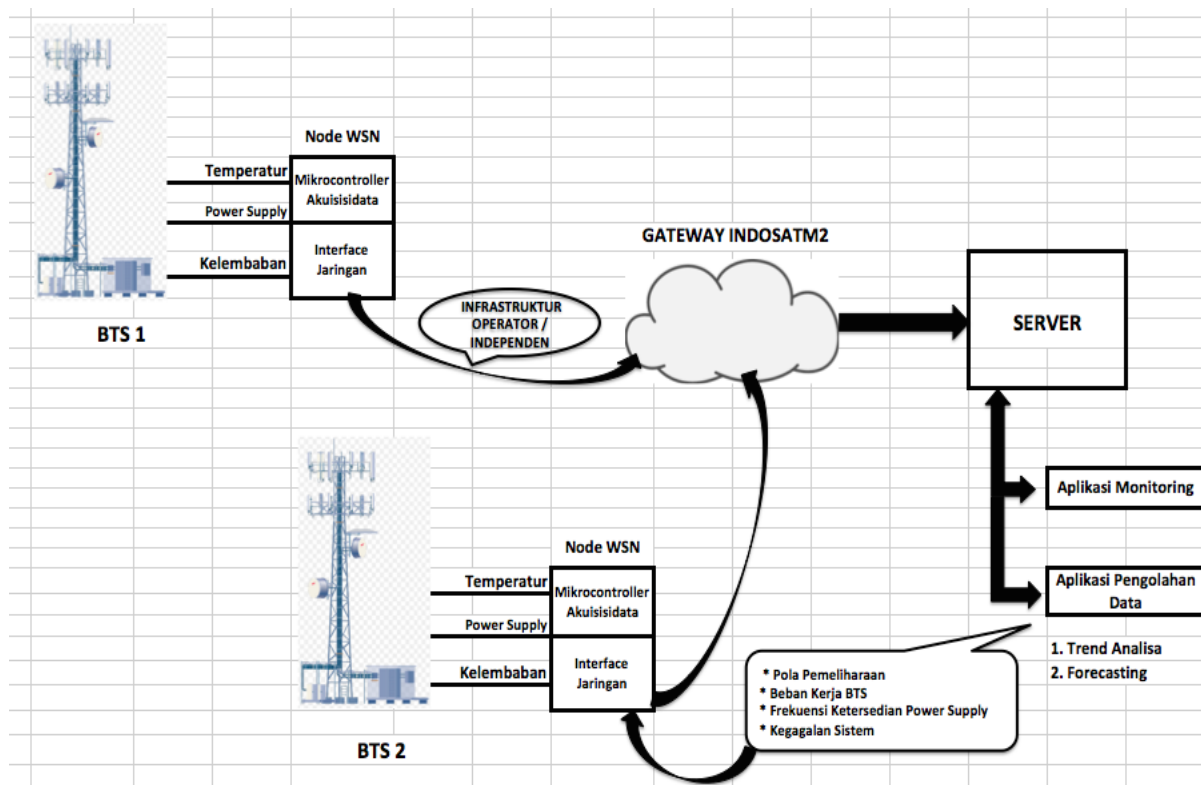 Node WSN
Temperatur
Power Supply
Kelembaban
Mikrocontroller
Akuisisidata
Interface
Jaringan
BTS 1
INFRASTRUKTUR
OPERATOR /
INDEPENDEN
GATEWAY INDOSATM2
SERVER
Aplikasi Monitoring
Aplikasi Pengolahan
Data
1. Trend Analisa
2. Forecasting
Node WSN
Temperatur
Power Supply
Kelembaban
Mikrocontroller
Akuisisidata
Interface
Jaringan
BTS 2
* Pola Pemeliharaan
* Beban Kerja BTS
* Frekuensi Ketersedian Power Supply
* Kegagalan Sistem